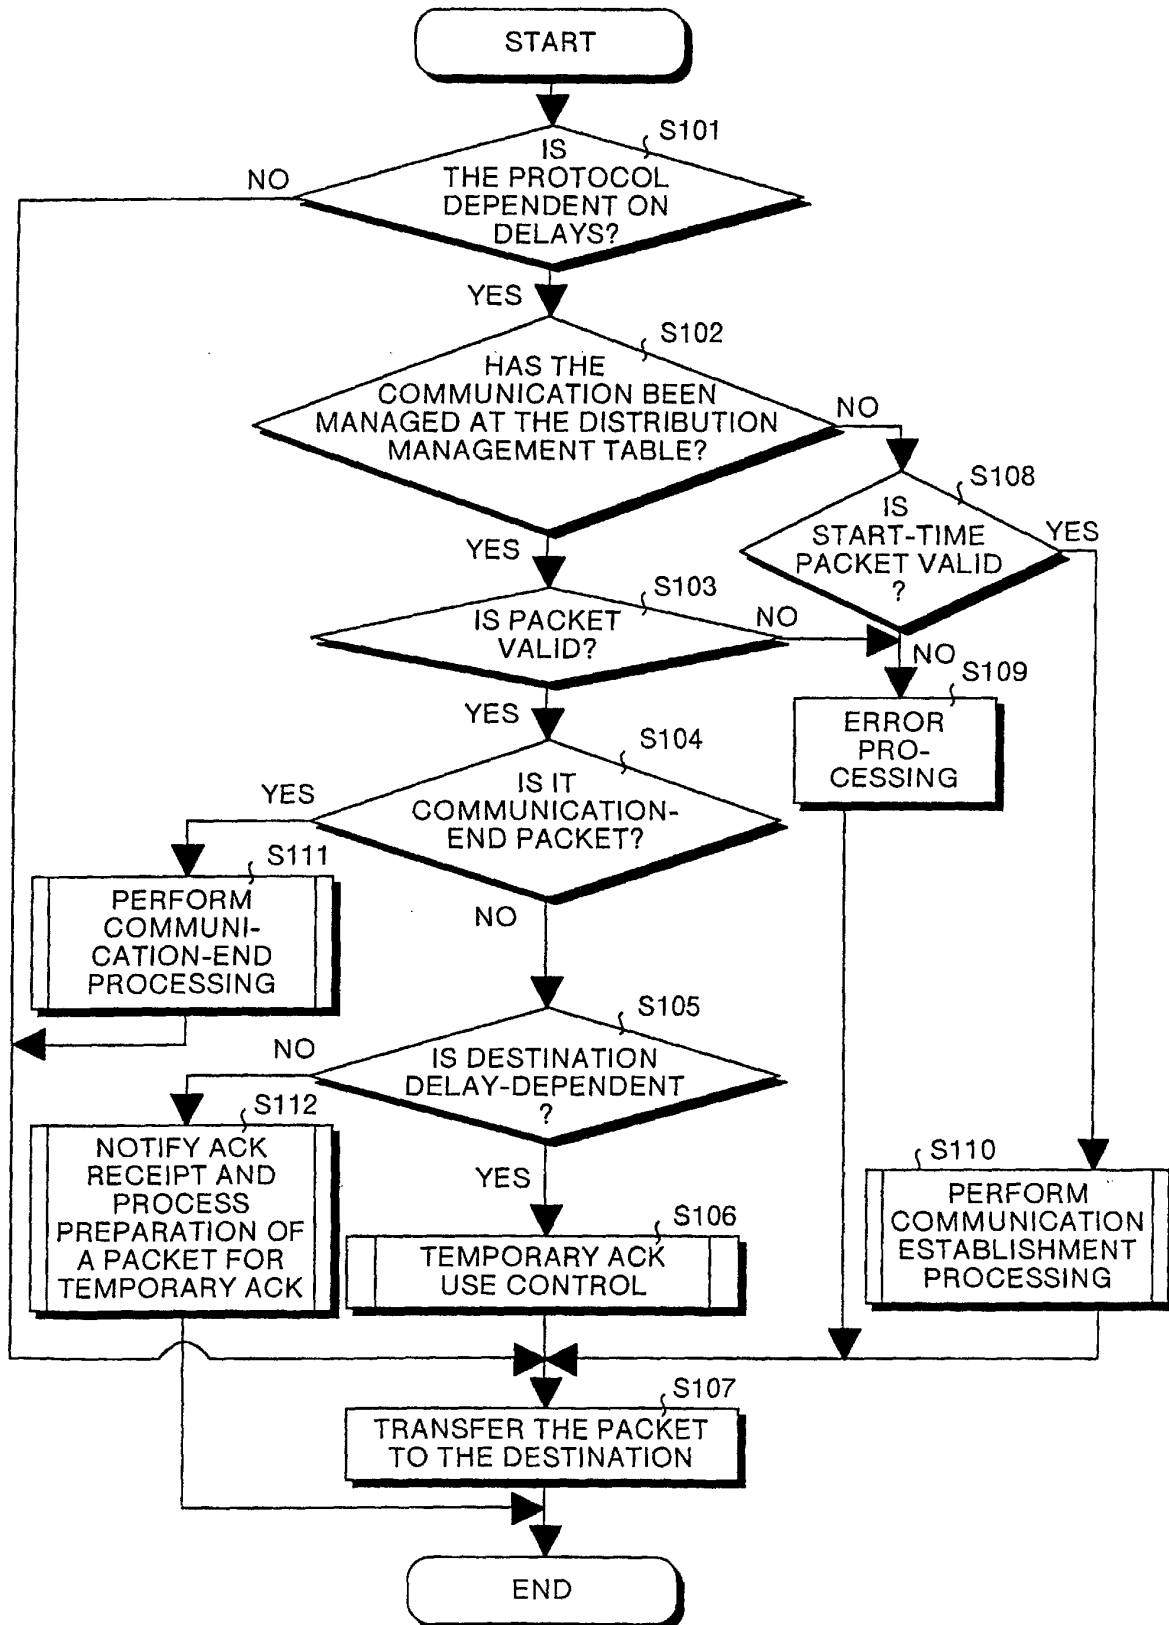 START
S101
IS
THE PROTOCOL
DEPENDENT ON
DELAYS?
NO
YES
S102
HAS THE
COMMUNICATION BEEN
MANAGED AT THE DISTRIBUTION
MANAGEMENT TABLE?
NO
YES
S108
IS
START-TIME
PACKET VALID
?
YES
NO
S103
IS PACKET
VALID?
NO
YES
S109
ERROR
PRO-
CESSING
S104
IS IT
COMMUNICATION-
END PACKET?
YES
NO
S111
PERFORM
COMMUNI-
CATION-END
PROCESSING
S105
IS DESTINATION
DELAY-DEPENDENT
?
NO
YES
S112
NOTIFY ACK
RECEIPT AND
PROCESS
PREPARATION OF
A PACKET FOR
TEMPORARY ACK
S106
TEMPORARY ACK
USE CONTROL
S110
PERFORM
COMMUNICATION
ESTABLISHMENT
PROCESSING
S107
TRANSFER THE PACKET
TO THE DESTINATION
END